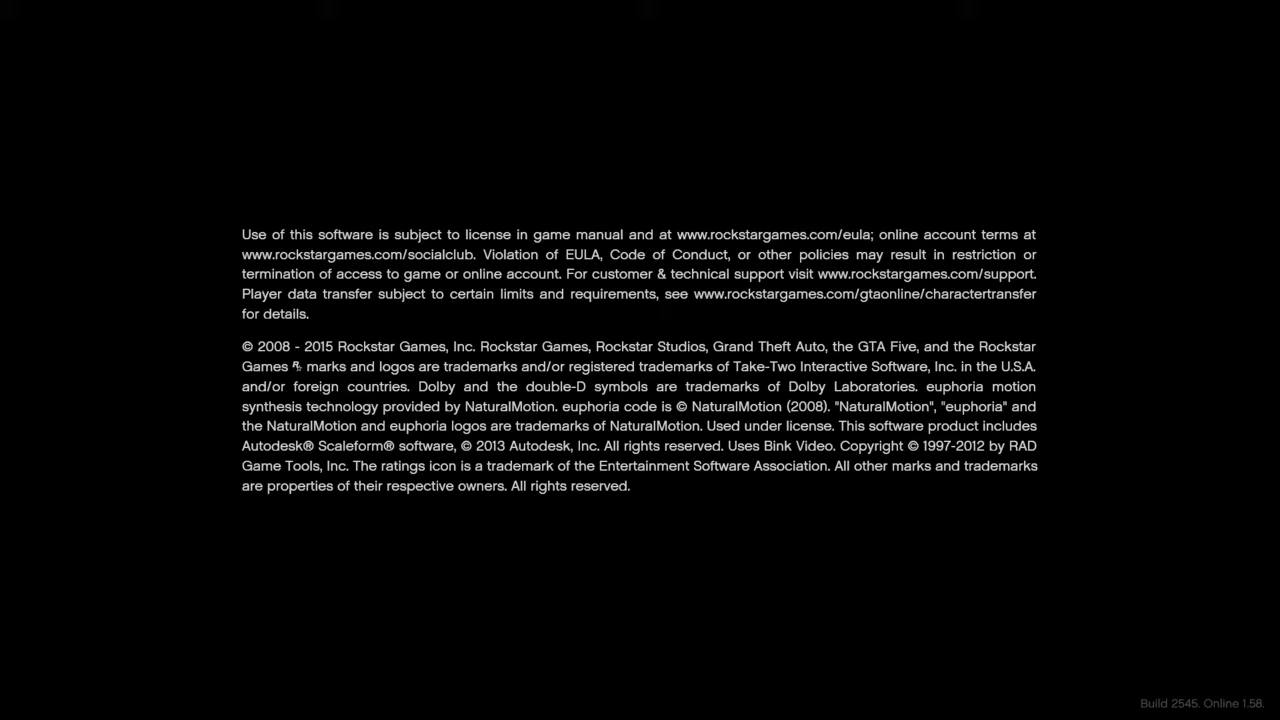 Use of this software is subject to license in game manual and at www.rockstargames.com/eula; online account terms at
www.rockstargames.com/socialclub. Violation of EULA, Code of Conduct, or other policies may result in restriction or
termination of access to game or online account. For customer & technical support visit www.rockstargames.com/support.
Player data transfer subject to certain limits and requirements, see www.rockstargames.com/gtaonline/charactertransfer
for details.
© 2008 - 2015 Rockstar Games, Inc. Rockstar Games, Rockstar Studios, Grand Theft Auto, the GTA Five, and the Rockstar
Games R* marks and logos are trademarks and/or registered trademarks of Take-Two Interactive Software, Inc. in the U.S.A.
and/or foreign countries. Dolby and the double-D symbols are trademarks of Dolby Laboratories. euphoria motion
synthesis technology provided by NaturalMotion. euphoria code is © NaturalMotion (2008). "NaturalMotion", "euphoria" and
the NaturalMotion and euphoria logos are trademarks of NaturalMotion. Used under license. This software product includes
Autodesk® Scaleform® software, © 2013 Autodesk, Inc. All rights reserved. Uses Bink Video. Copyright © 1997-2012 by RAD
Game Tools, Inc. The ratings icon is a trademark of the Entertainment Software Association. All other marks and trademarks
are properties of their respective owners. All rights reserved.
Build 2545. Online 1.58.